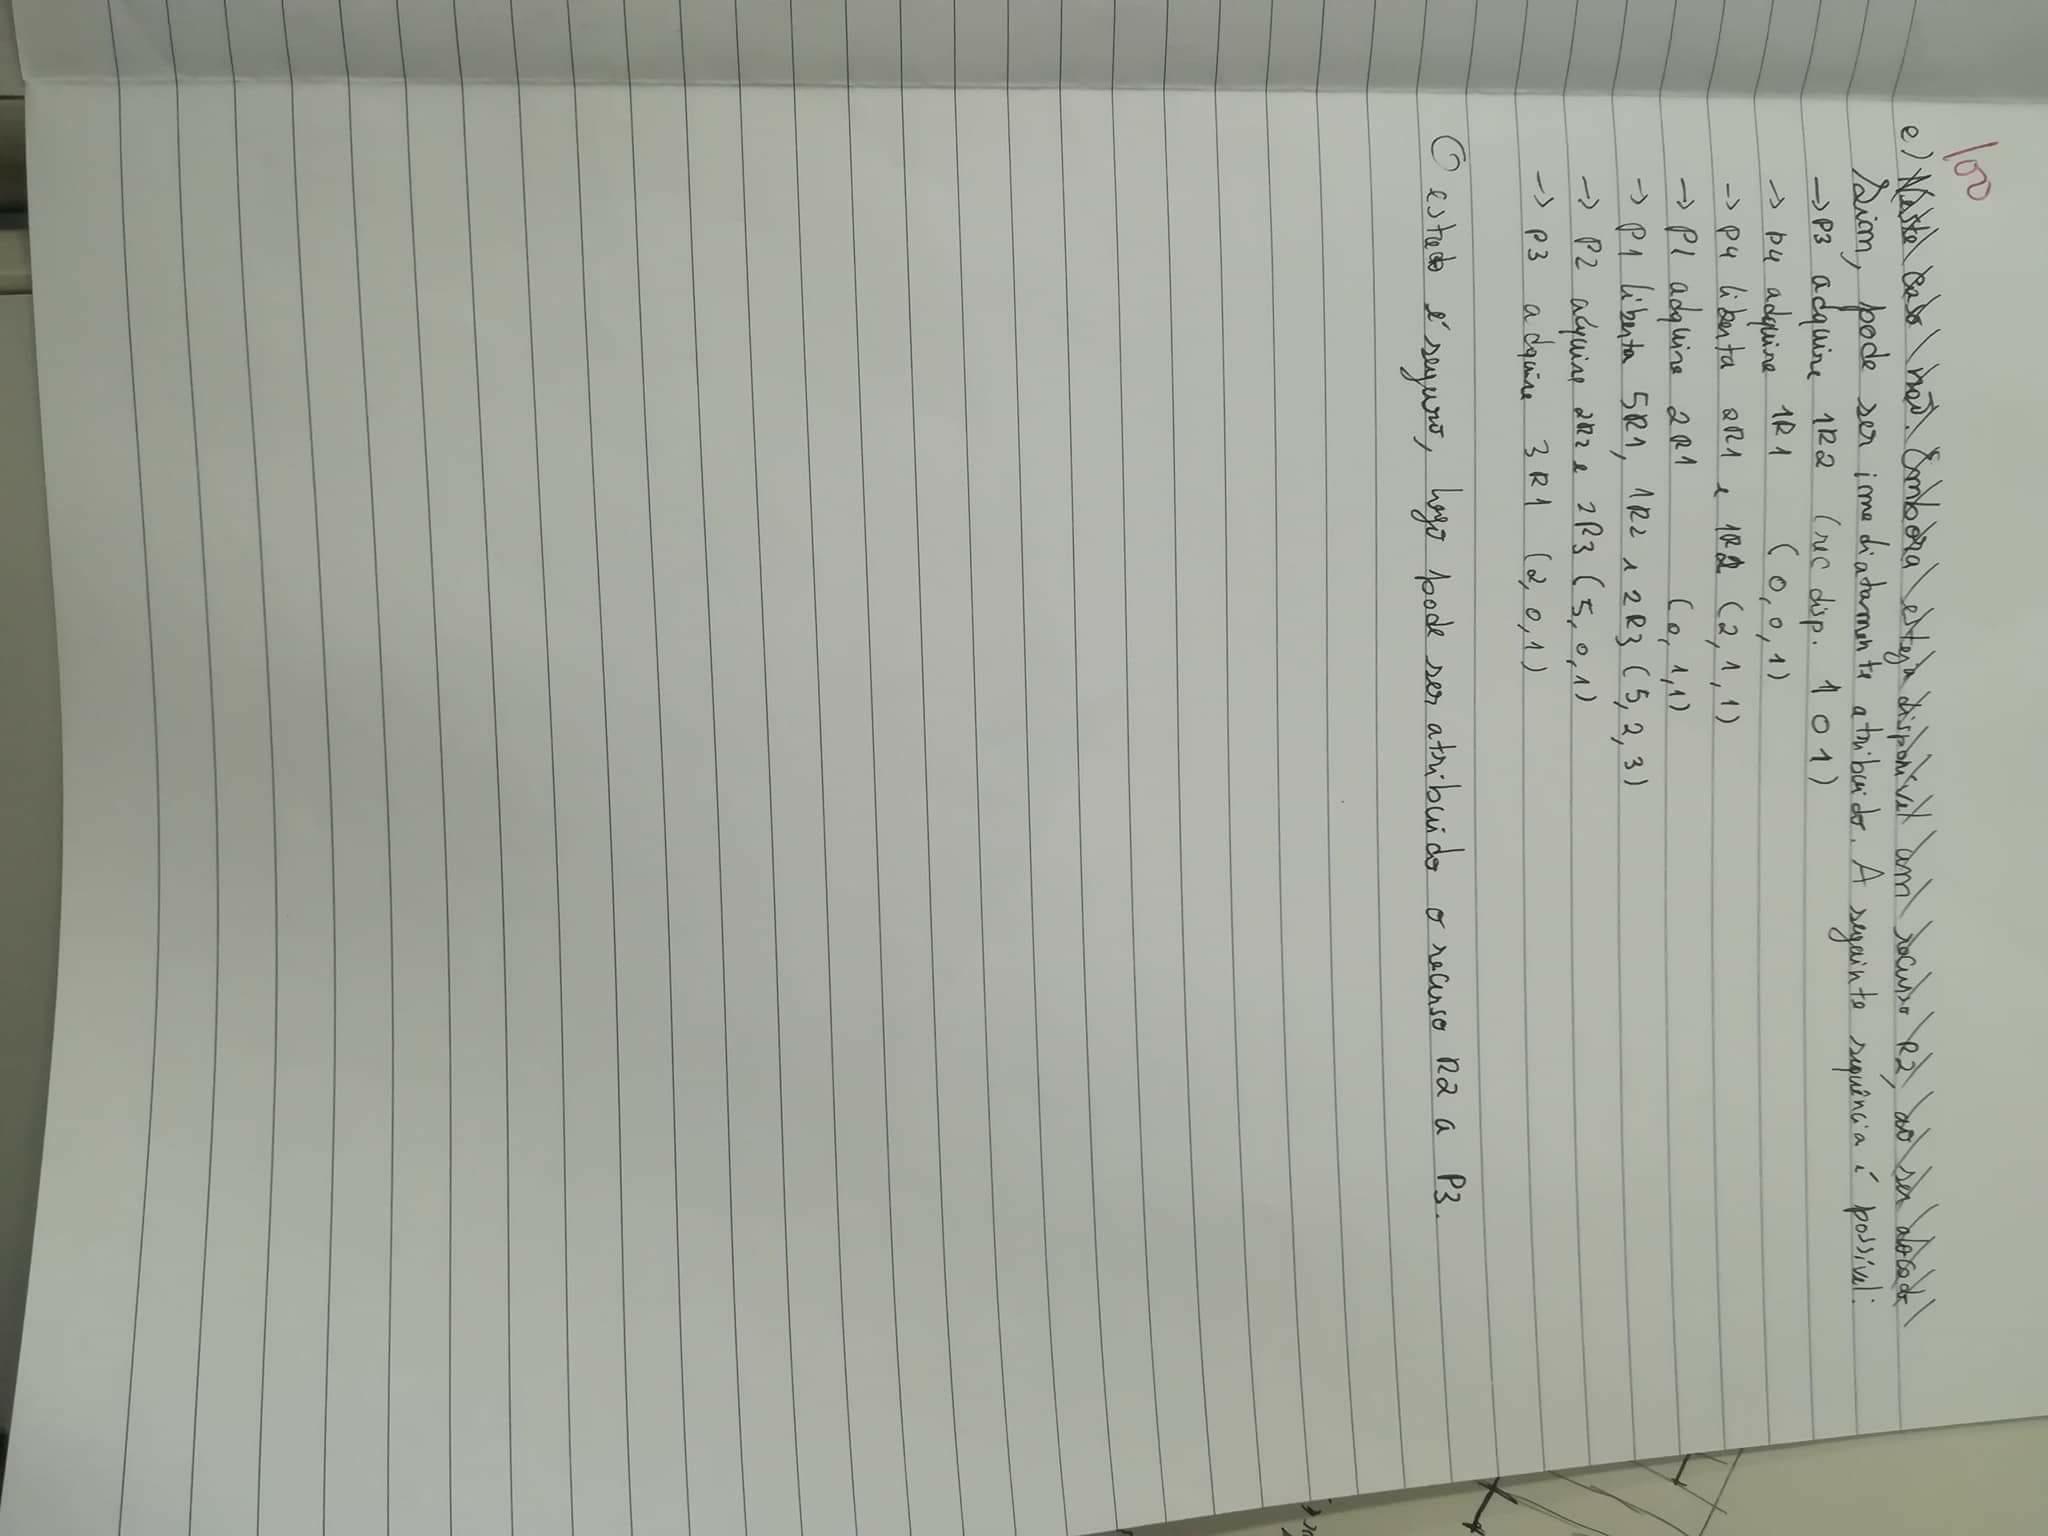 100
e) Neste caso não. Embora esteja disponível um recurso R2, ao ser alocado
Sim, pode ser imediatamente atribuido. A seguinte sequência é possível:
-> P3 adquire 1R2 (rec disp. 1 0 1)
-> P4 adquire 1R1 (0,0,1)
-> P4 liberta 2R1 e 1R2 (2,1,1)
-> P1 adquire 2R1 (0,1,1)
-> P1 liberta 5R1, 1R2 e 2R3 (5,2,3)
-> P2 adquire 2R2 e 2R3 (5,0,1)
-> P3 adquire 3R1 (2,0,1)
O estado é seguro, logo pode ser atribuido o recurso R2 a P3.